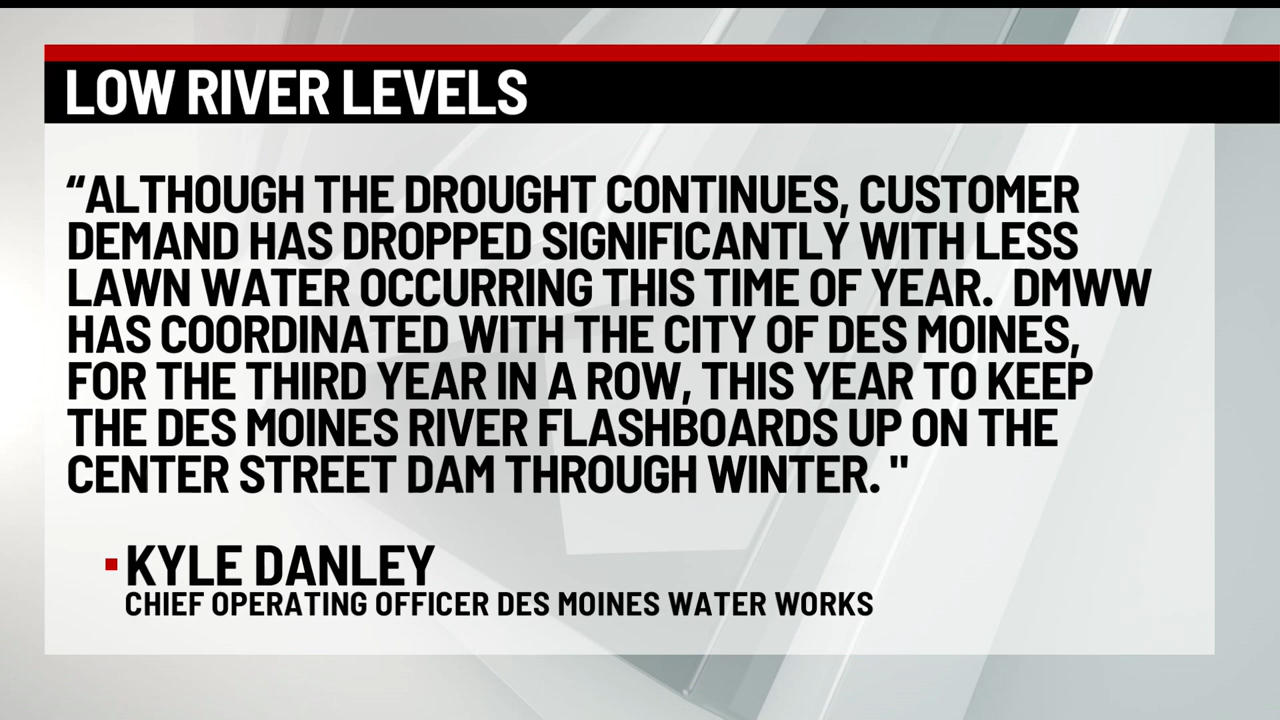 LOW RIVER LEVELS
“ALTHOUGH THE DROUGHT CONTINUES, CUSTOMER
DEMAND HAS DROPPED SIGNIFICANTLY WITH LESS
LAWN WATER OCCURRING THIS TIME OF YEAR.  DMWW
HAS COORDINATED WITH THE CITY OF DES MOINES,
FOR THE THIRD YEAR IN A ROW, THIS YEAR TO KEEP
THE DES MOINES RIVER FLASHBOARDS UP ON THE
CENTER STREET DAM THROUGH WINTER. "
KYLE DANLEY
CHIEF OPERATING OFFICER DES MOINES WATER WORKS